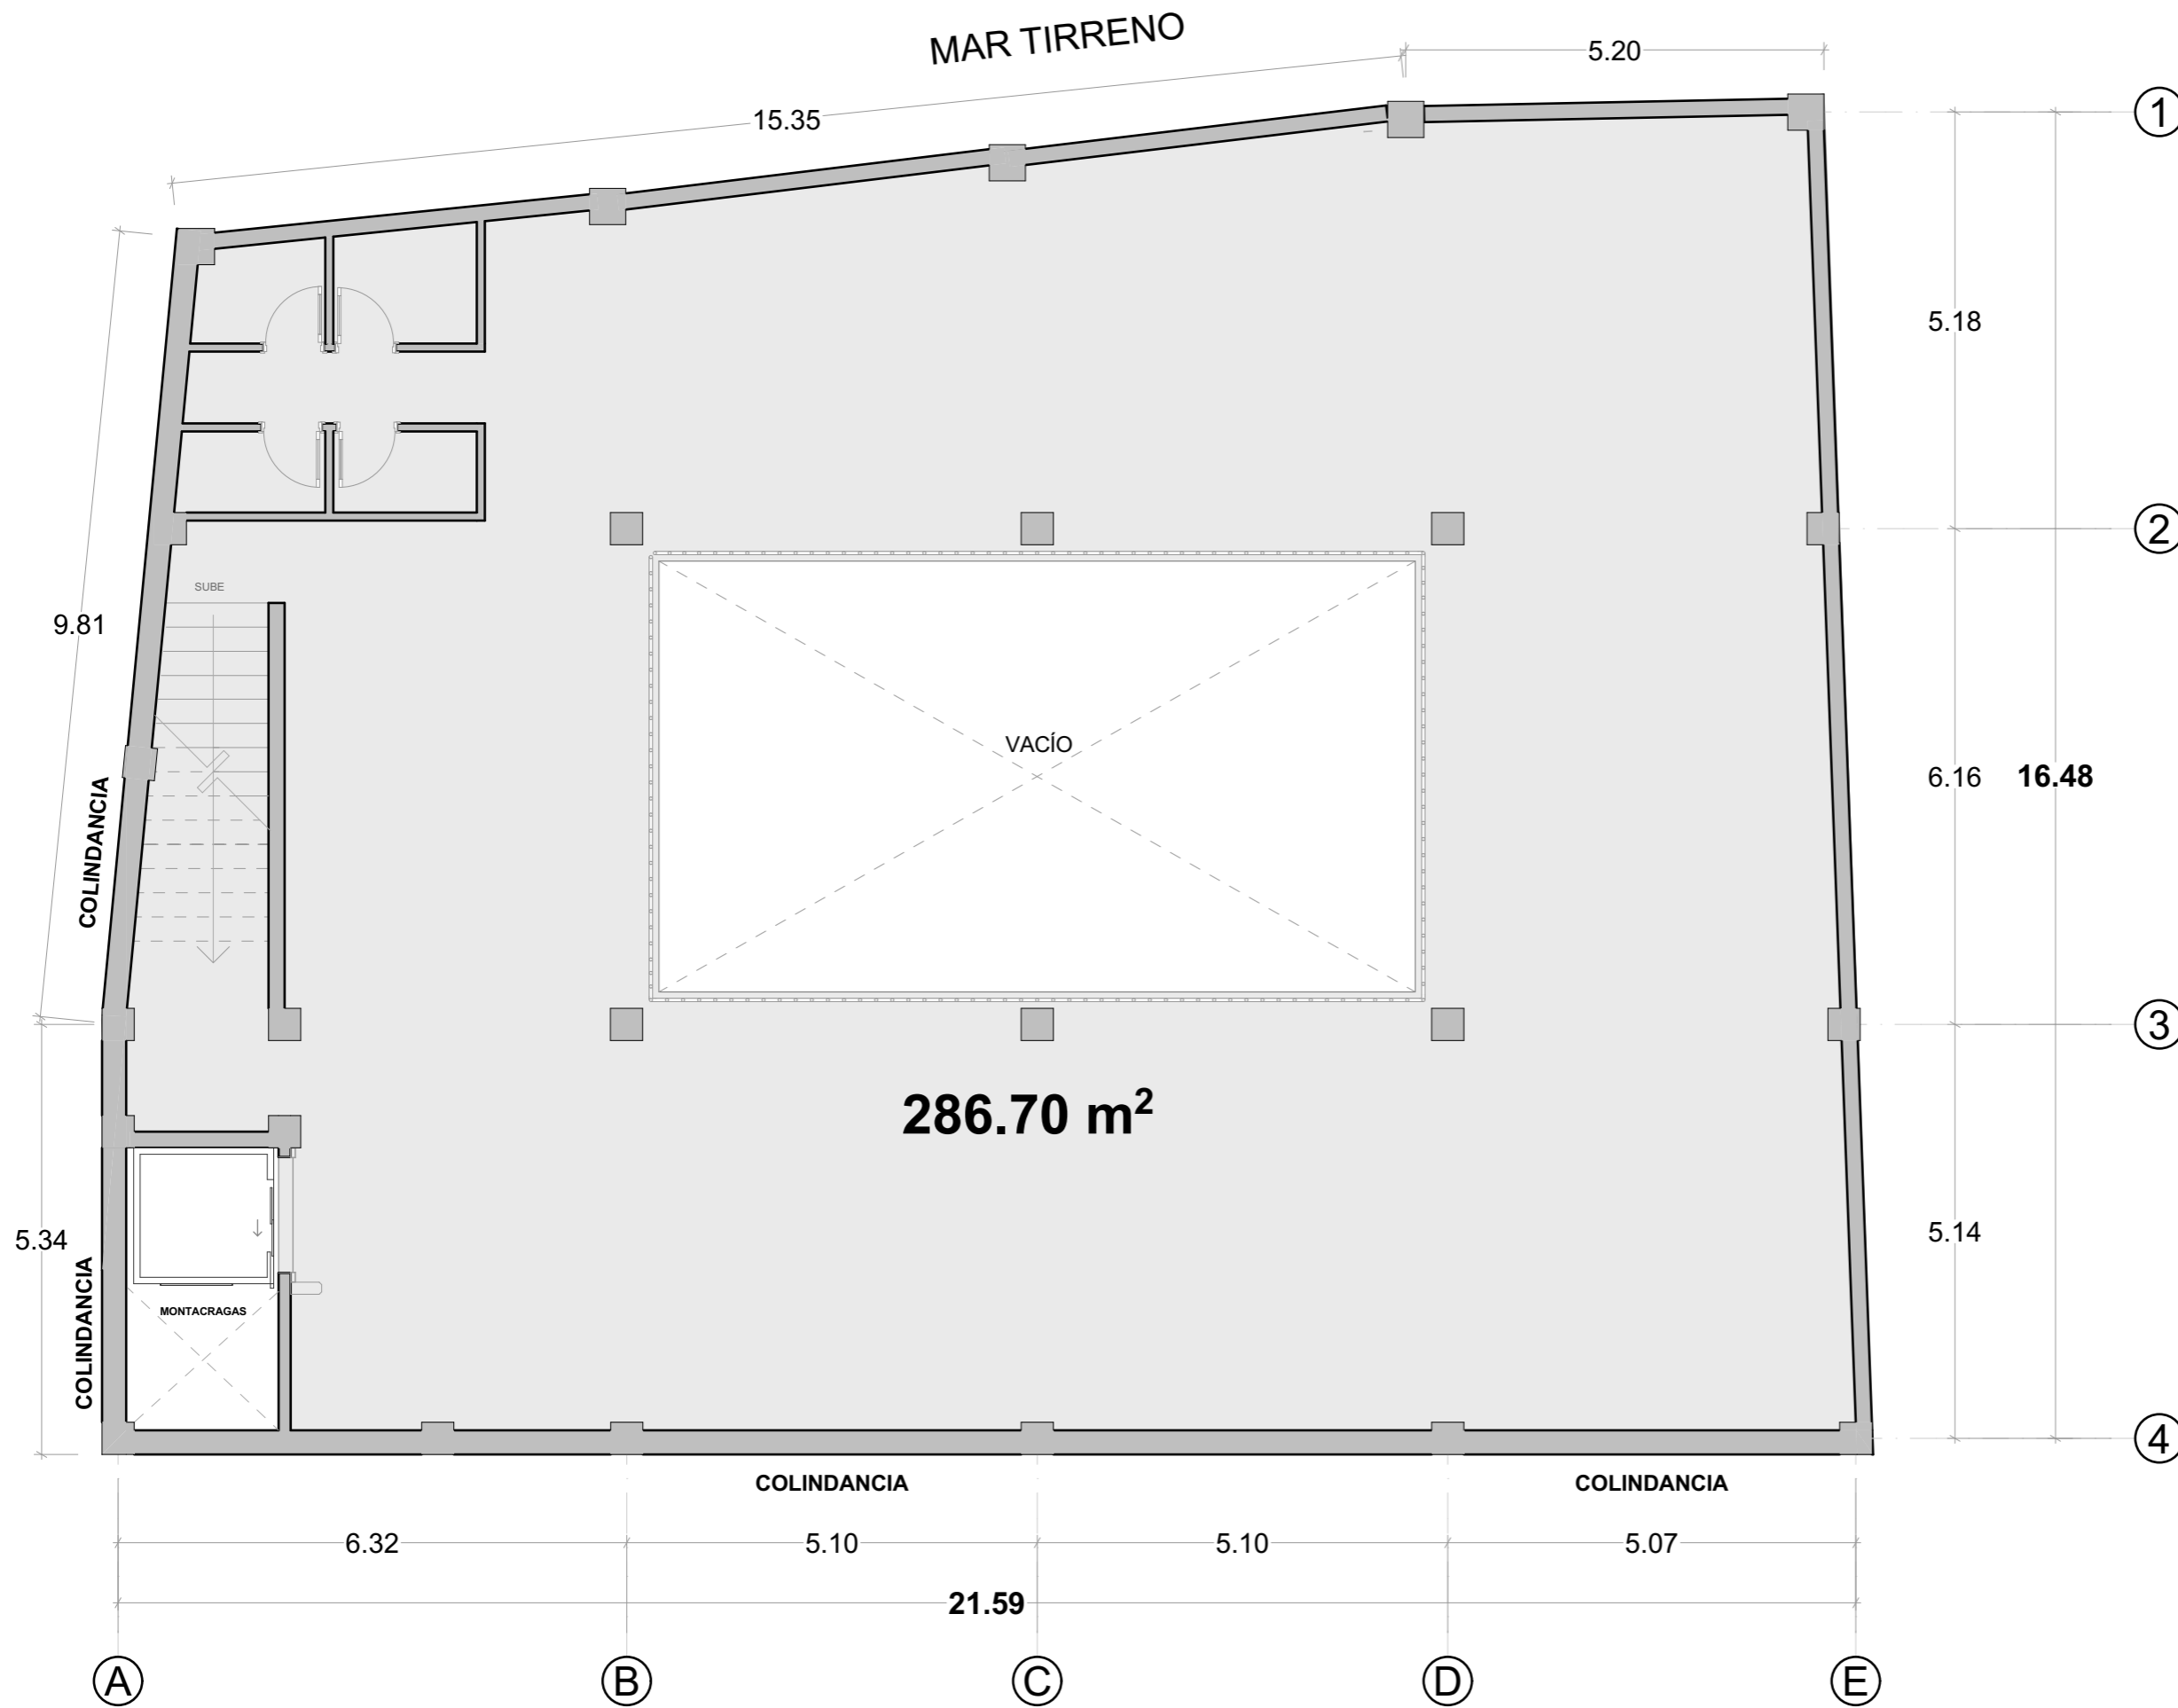 MAR TIRRENO
5.20
15.35
1
5.18
2
SUBE
9.81
VACÍO
6.16
16.48
COLINDANCIA
3
286.70 m²
5.14
5.34
COLINDANCIA
MONTACRAGAS
4
COLINDANCIA
COLINDANCIA
6.32
5.10
5.10
5.07
21.59
A
B
C
D
E